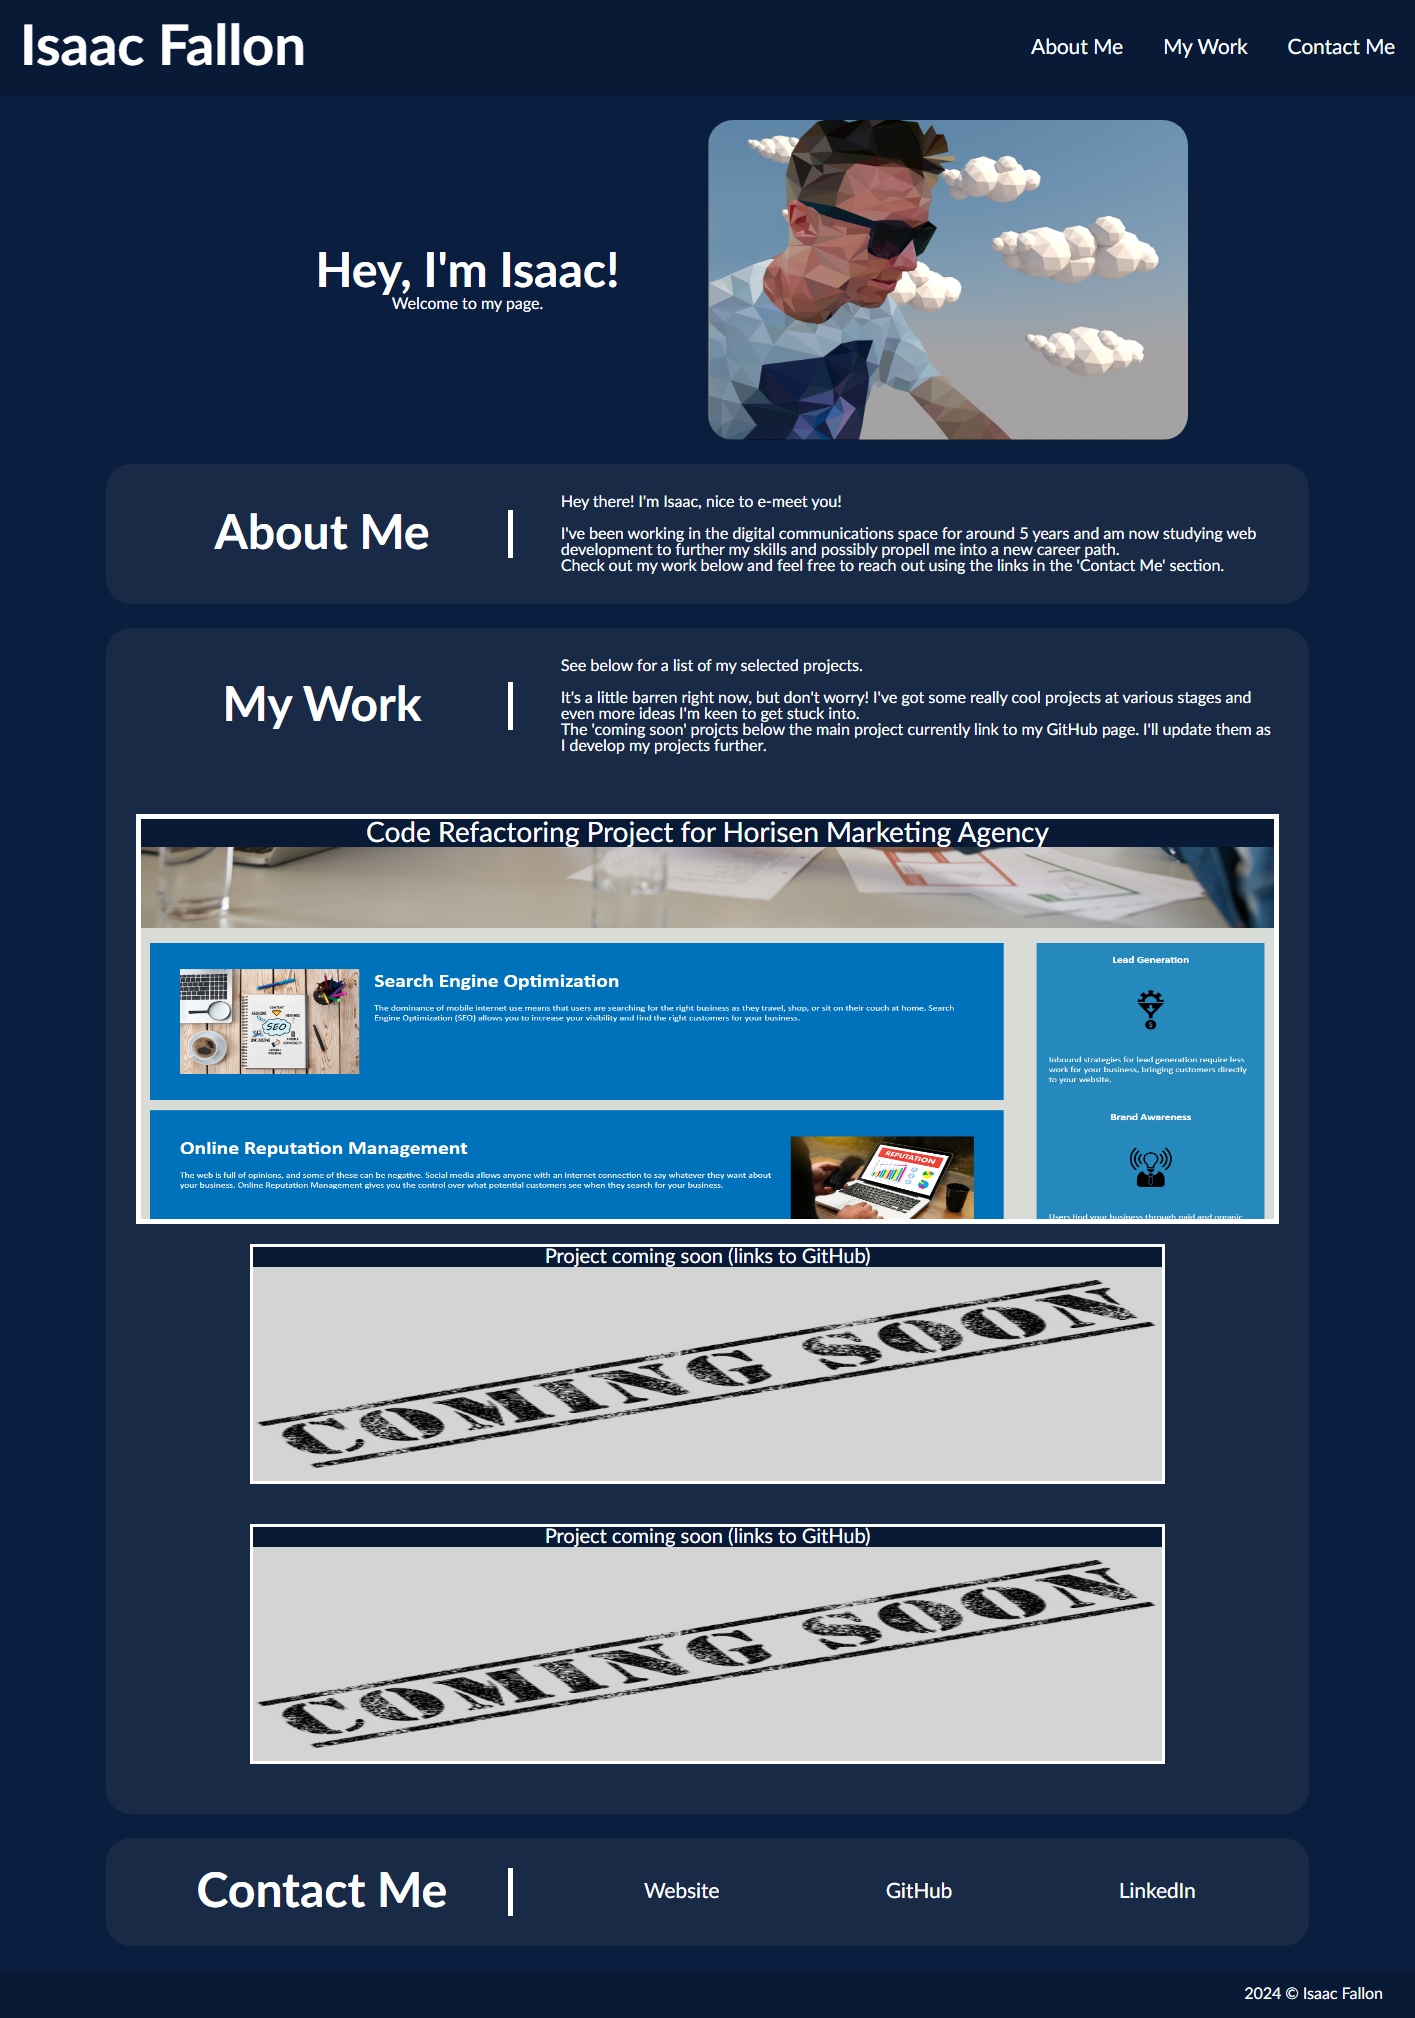 Isaac Fallon
About Me
My Work
Contact Me
Hey, I'm Isaac!
Welcome to my page.
About Me
Hey there! I'm Isaac, nice to e-meet you!
I've been working in the digital communications space for around 5 years and am now studying web
development to further my skills and possibly propell me into a new career path.
Check out my work below and feel free to reach out using the links in the 'Contact Me' section.
My Work
See below for a list of my selected projects.
It's a little barren right now, but don't worry! I've got some really cool projects at various stages and
even more ideas I'm keen to get stuck into.
The 'coming soon' projcts below the main project currently link to my GitHub page. I'll update them as
I develop my projects further.
Code Refactoring Project for Horisen Marketing Agency
Search Engine Optimization
The dominance of mobile internet use means that users are searching for the right business as they travel, shop, or sit on their couch at home. Search
Engine Optimization (SEO) allows you to increase your visibility and find the right customers for your business.
SEO
Online Reputation Management
The web is full of opinions, and some of these can be negative. Social media allows anyone with an internet connection to say whatever they want about
your business. Online Reputation Management gives you the control over what potential customers see when they search for your business.
REPUTATION
Lead Generation
Inbound strategies for lead generation require less
work for your business, bringing customers directly
to your website.
Brand Awareness
Users find your business through paid and organic
Project coming soon (links to GitHub)
COMING SOON
Project coming soon (links to GitHub)
COMING SOON
Contact Me
Website
GitHub
LinkedIn
2024 © Isaac Fallon